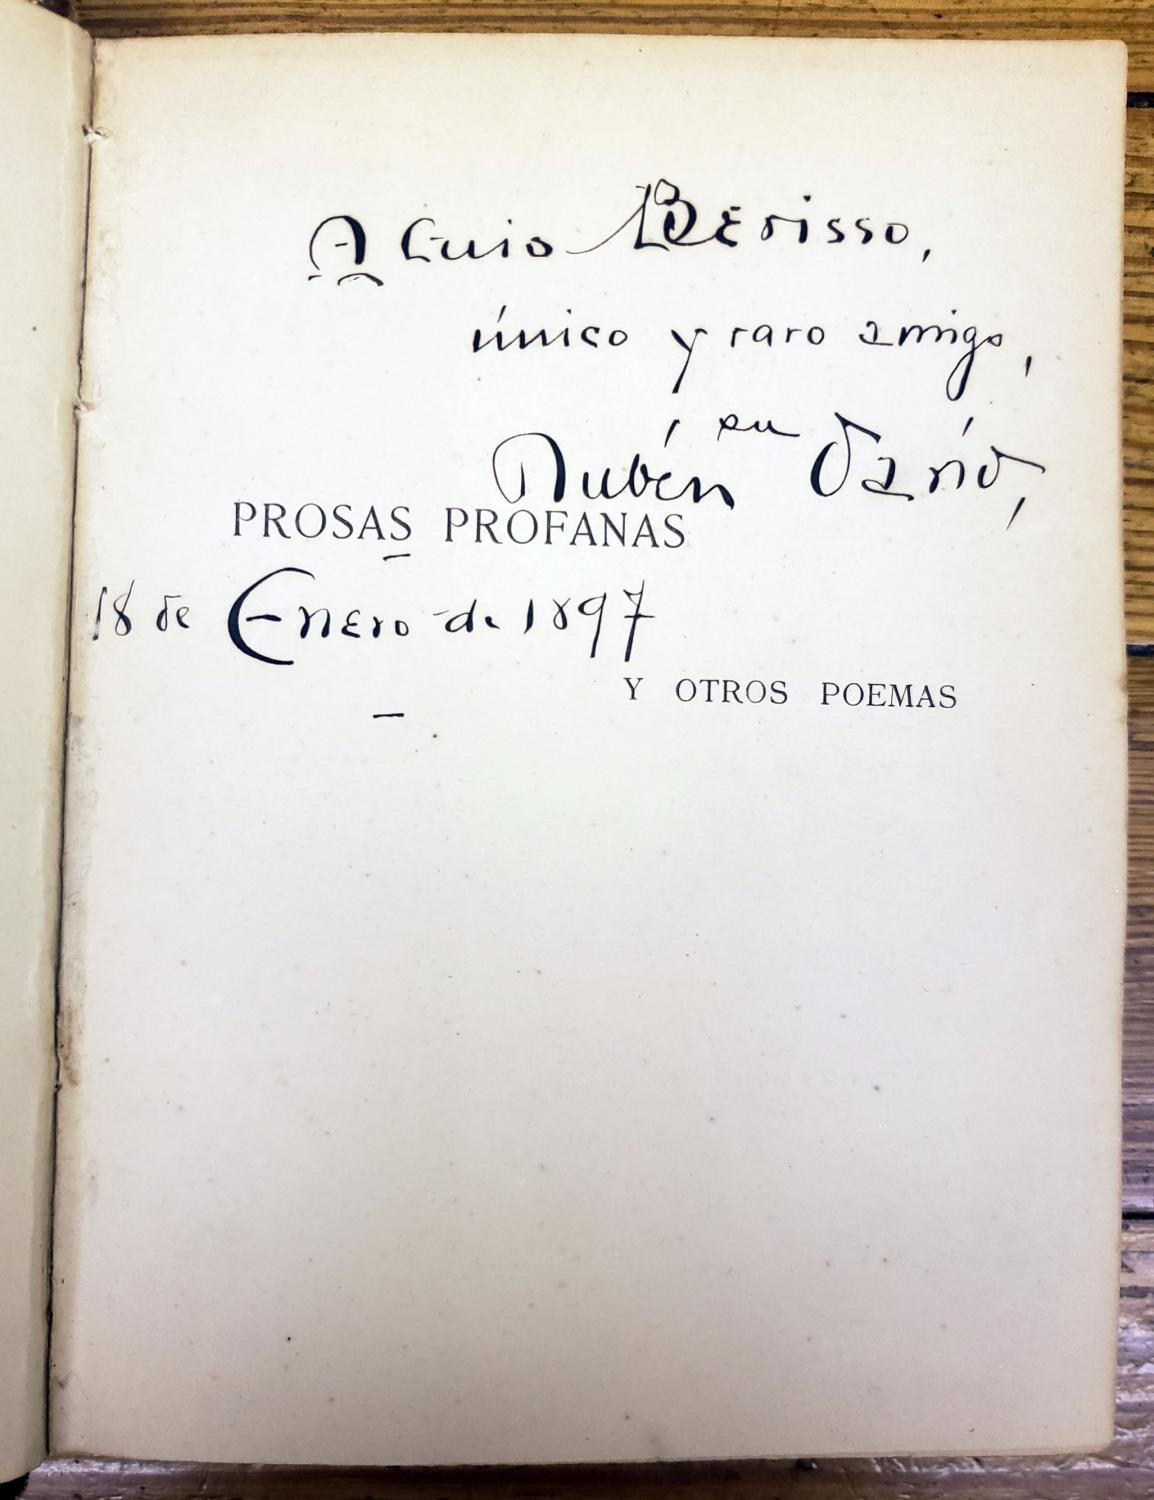 A Luis Berisso,
único y raro amigo,
su
Rubén Darío,
PROSAS PROFANAS
18 de Enero de 1897
Y OTROS POEMAS